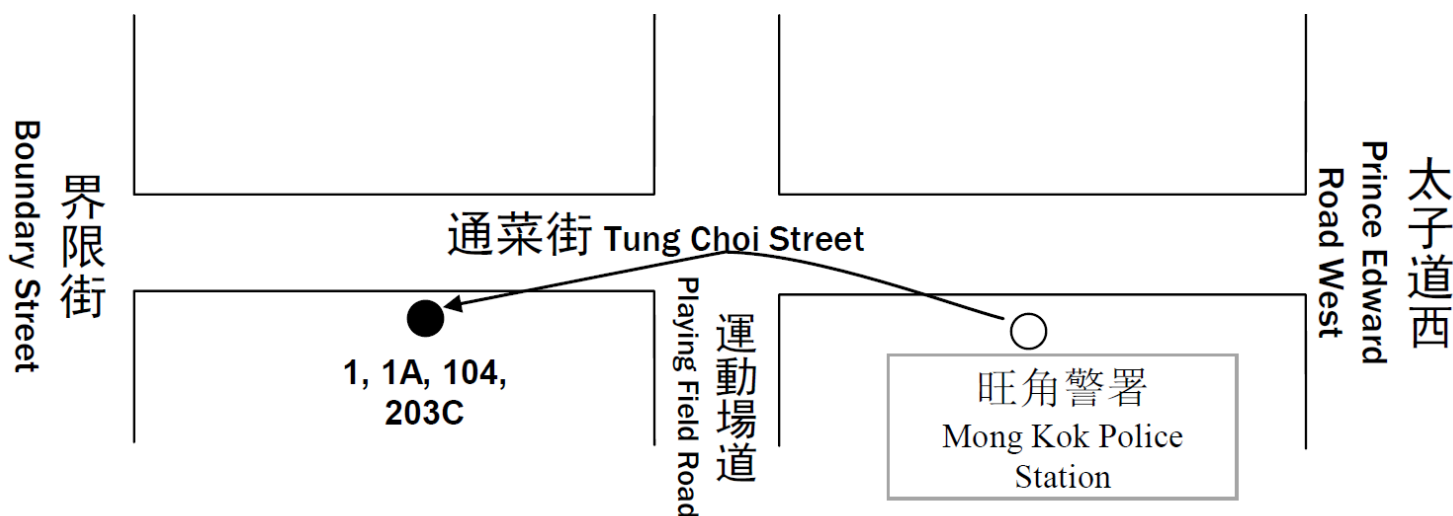 Boundary Street
界限街
通菜街 Tung Choi Street
1, 1A, 104,
203C
Playing Field Road
運動場道
旺角警署
Mong Kok Police
Station
Prince Edward
Road West
太子道西